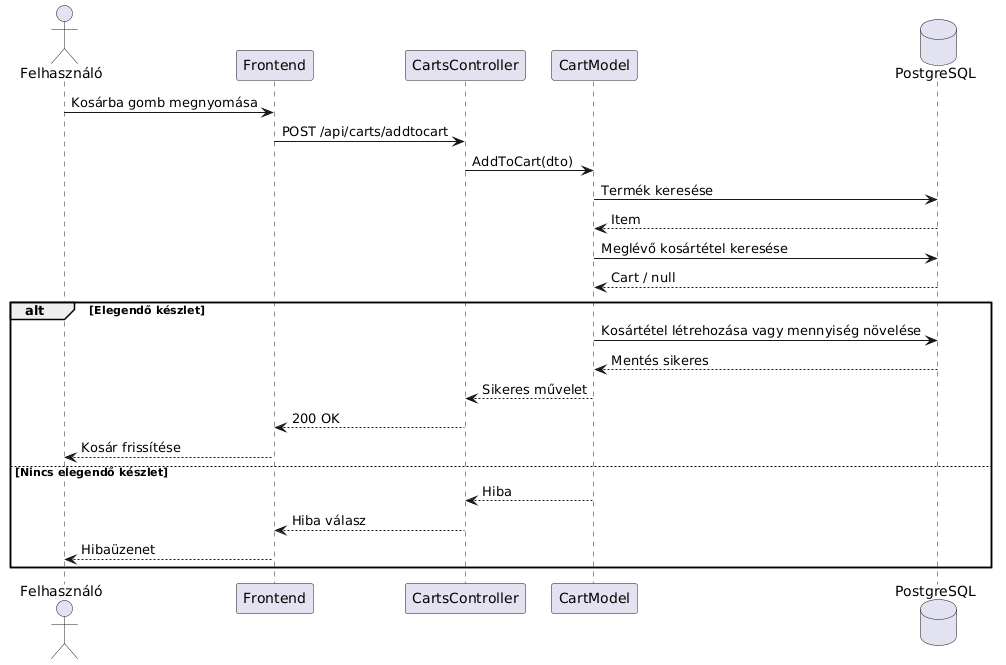 Felhasználó
Frontend
CartsController
CartModel
PostgreSQL
Kosárba gomb megnyomása
POST /api/carts/addtocart
AddToCart(dto)
Termék keresése
Item
Meglévő kosártétel keresése
Cart / null
alt [Elegendő készlet]
Kosártétel létrehozása vagy mennyiség növelése
Mentés sikeres
Sikeres művelet
200 OK
Kosár frissítése
[Nincs elegendő készlet]
Hiba
Hiba válasz
Hibaüzenet
Felhasználó
Frontend
CartsController
CartModel
PostgreSQL